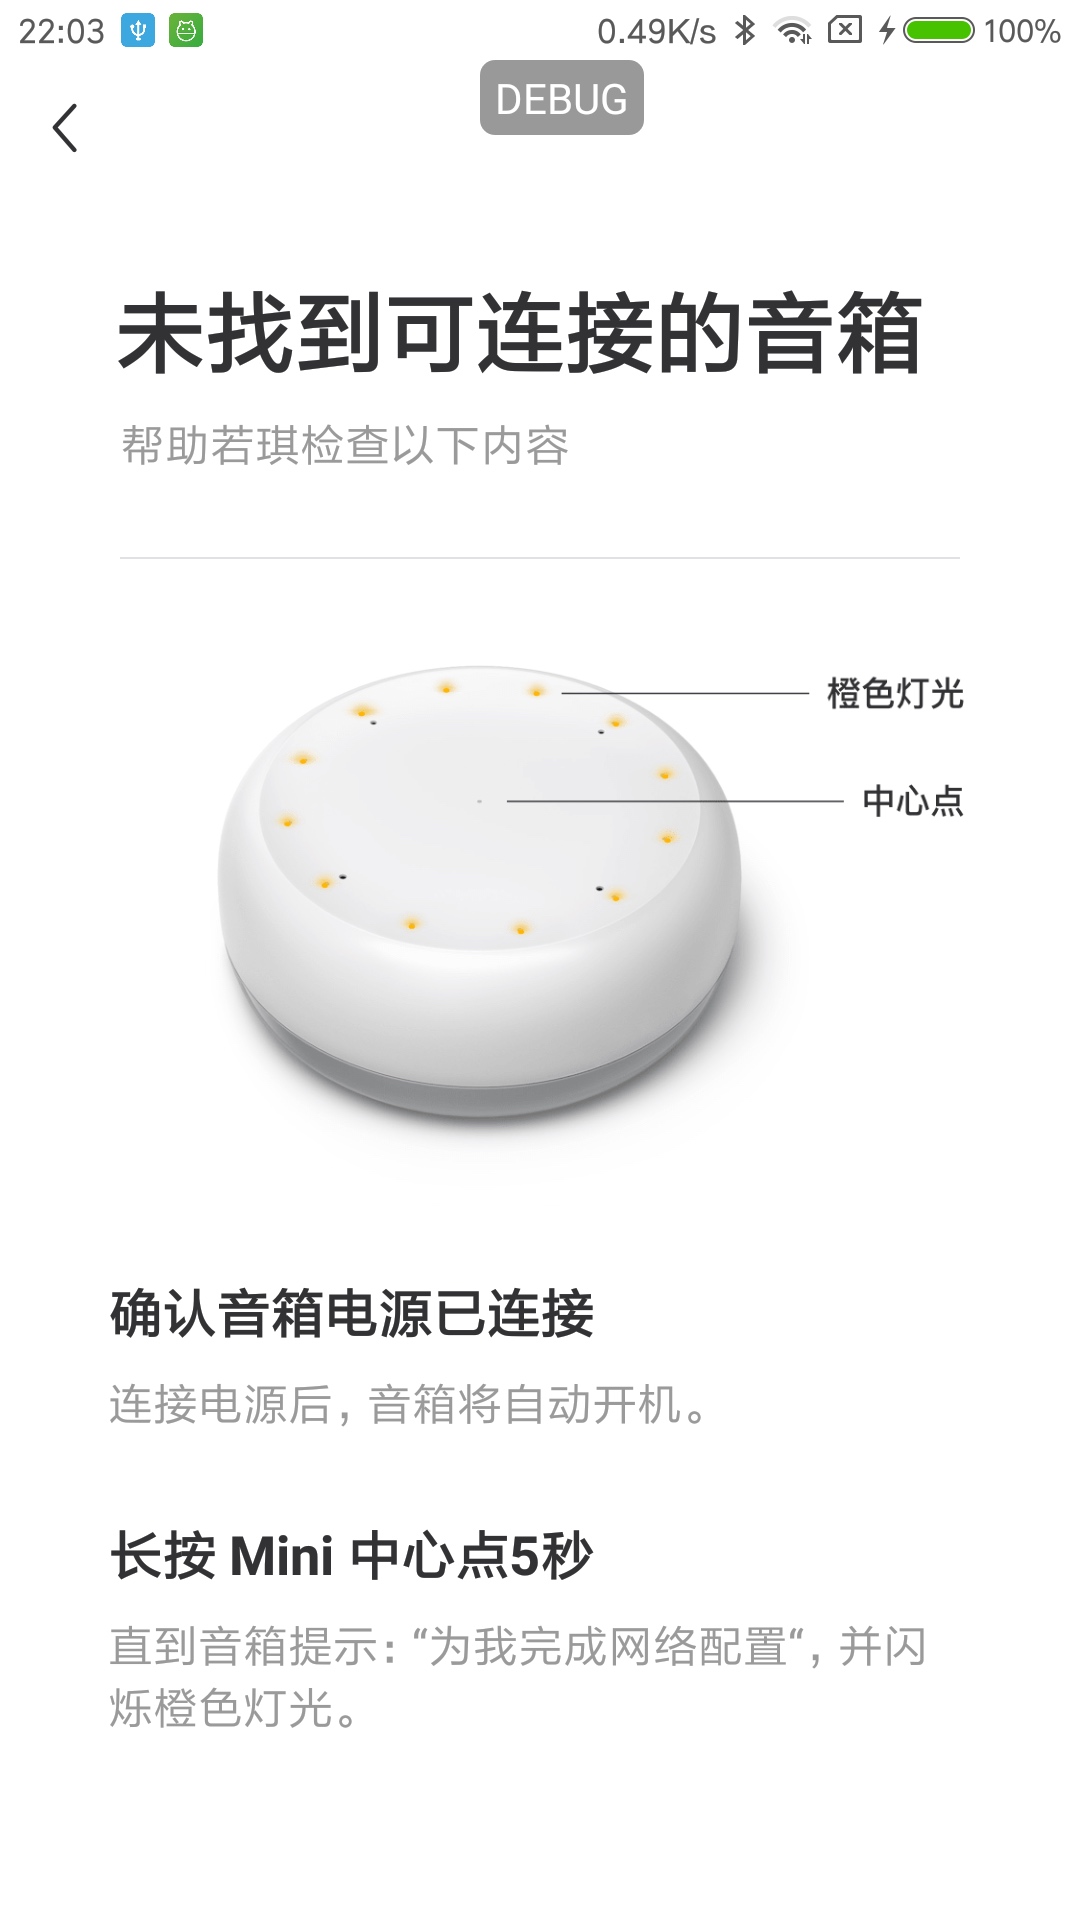 22:03
0.49K/s
100%
DEBUG
未找到可连接的音箱
帮助若琪检查以下内容
橙色灯光
中心点
确认音箱电源已连接
连接电源后，音箱将自动开机。
长按 Mini 中心点5秒
直到音箱提示：“为我完成网络配置“，并闪
烁橙色灯光。